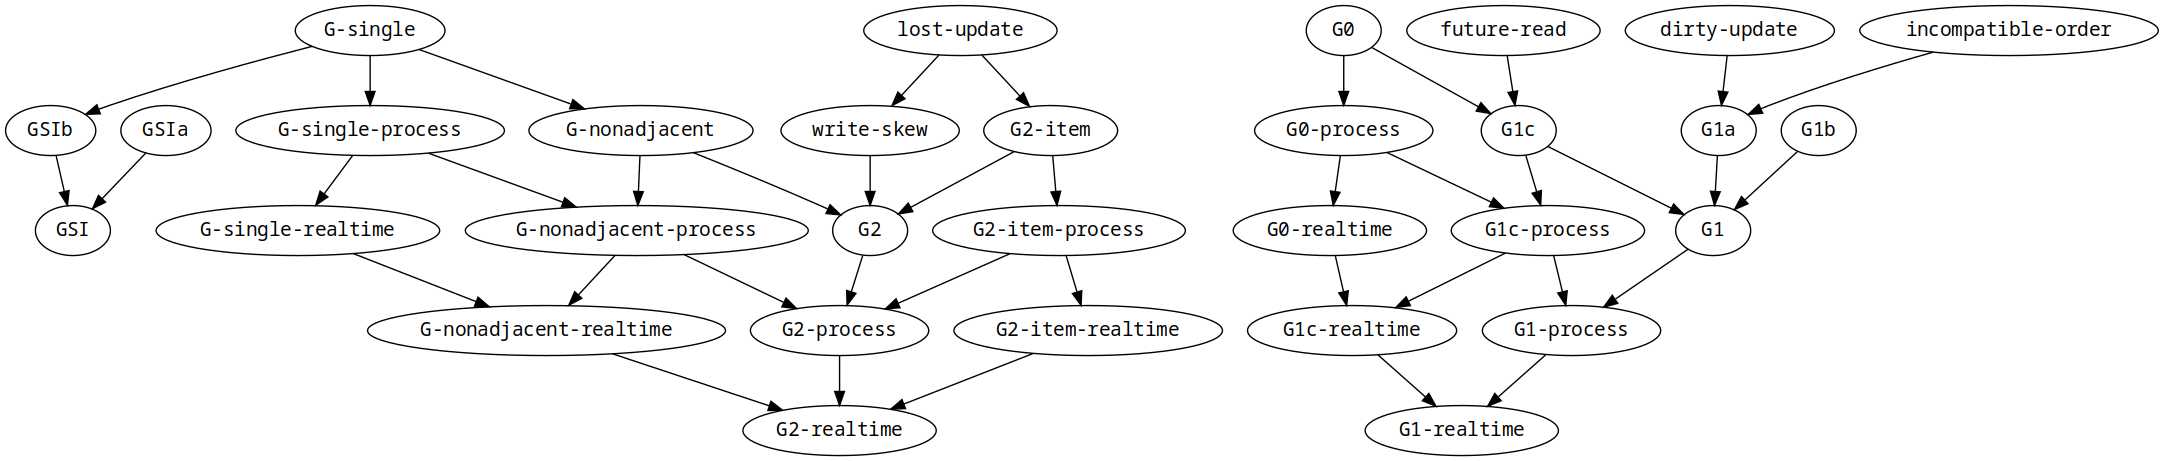 G-single
lost-update
G0
future-read
dirty-update
incompatible-order
GSIb
GSIa
G-single-process
G-nonadjacent
write-skew
G2-item
G0-process
G1c
G1a
G1b
GSI
G-single-realtime
G-nonadjacent-process
G2
G2-item-process
G0-realtime
G1c-process
G1
G-nonadjacent-realtime
G2-process
G2-item-realtime
G1c-realtime
G1-process
G2-realtime
G1-realtime